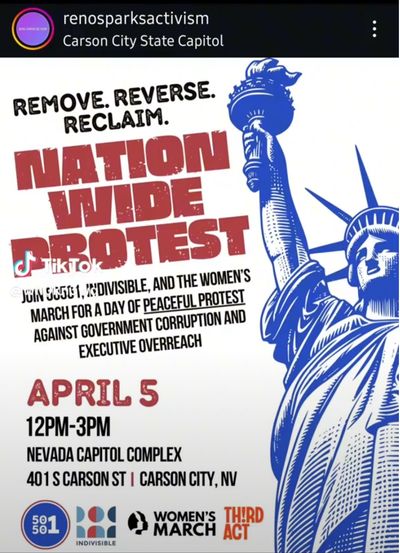 renosparksactivism
Carson City State Capitol
REMOVE. REVERSE.
RECLAIM.
NATION
WIDE
PROTEST
TikTok
JOIN 50501, INDIVISIBLE, AND THE WOMEN'S
MARCH FOR A DAY OF PEACEFUL PROTEST
AGAINST GOVERNMENT CORRUPTION AND
EXECUTIVE OVERREACH
APRIL 5
12PM-3PM
NEVADA CAPITOL COMPLEX
401 S CARSON ST | CARSON CITY, NV
50
50 1
INDIVISIBLE
WOMEN'S
MARCH
TH!RD
ACT